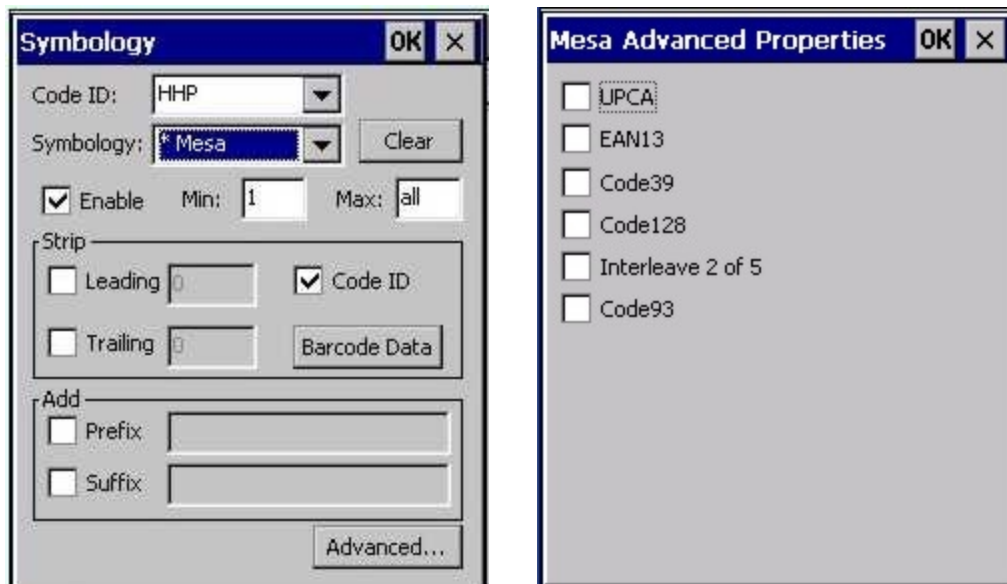 Symbology OK ×
Code ID: HHP
Symbology: * Mesa Clear
Enable Min: 1 Max: all
Strip
Leading 0 Code ID
Trailing 0 Barcode Data
Add
Prefix
Suffix
Advanced...
Mesa Advanced Properties OK ×
UPCA
EAN13
Code39
Code128
Interleave 2 of 5
Code93